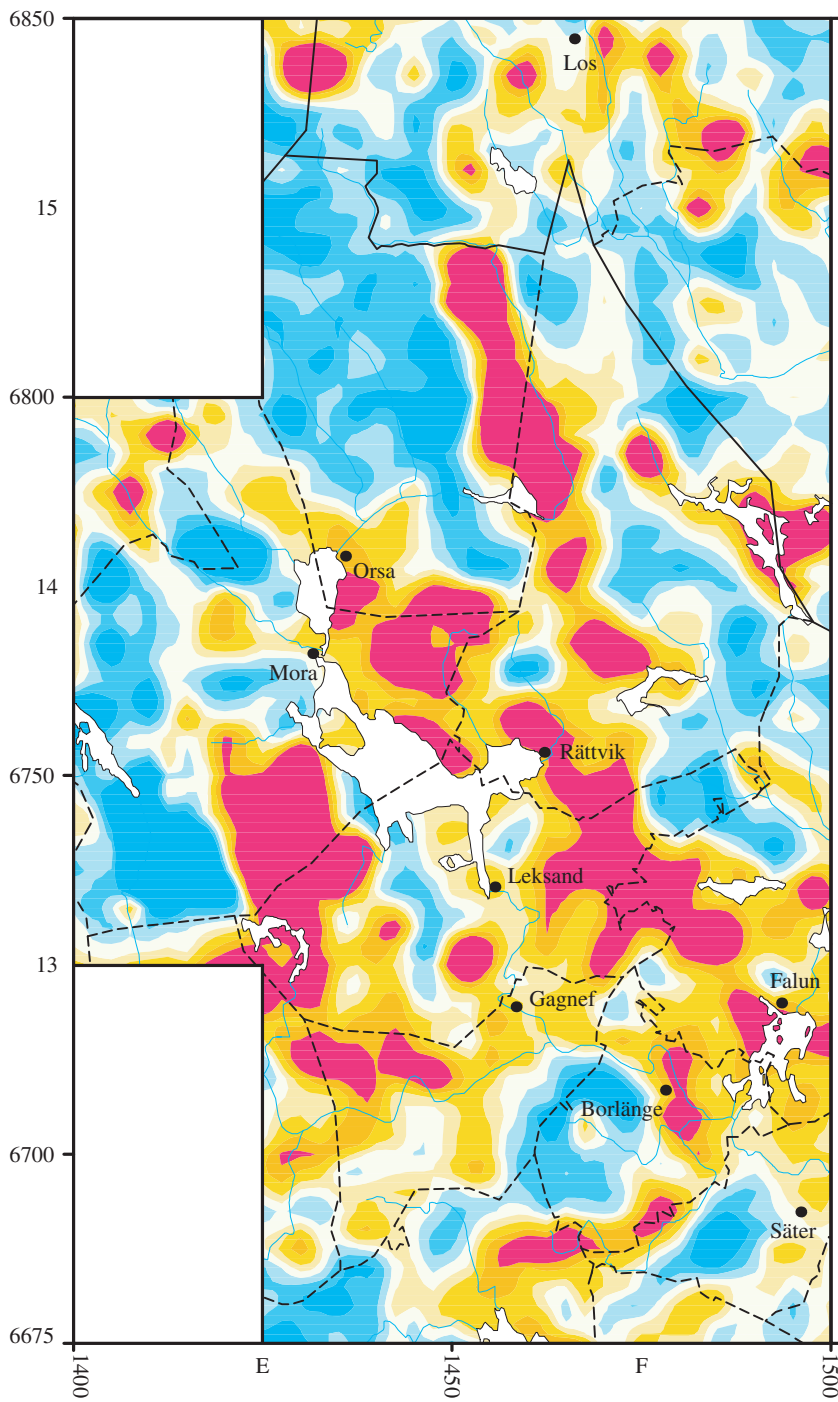 6850
Los
15
6800
Orsa
14
Mora
Rättvik
6750
Leksand
13
Falun
Gagnef
Borlänge
6700
Säter
6675
1400
E
1450
F
1500